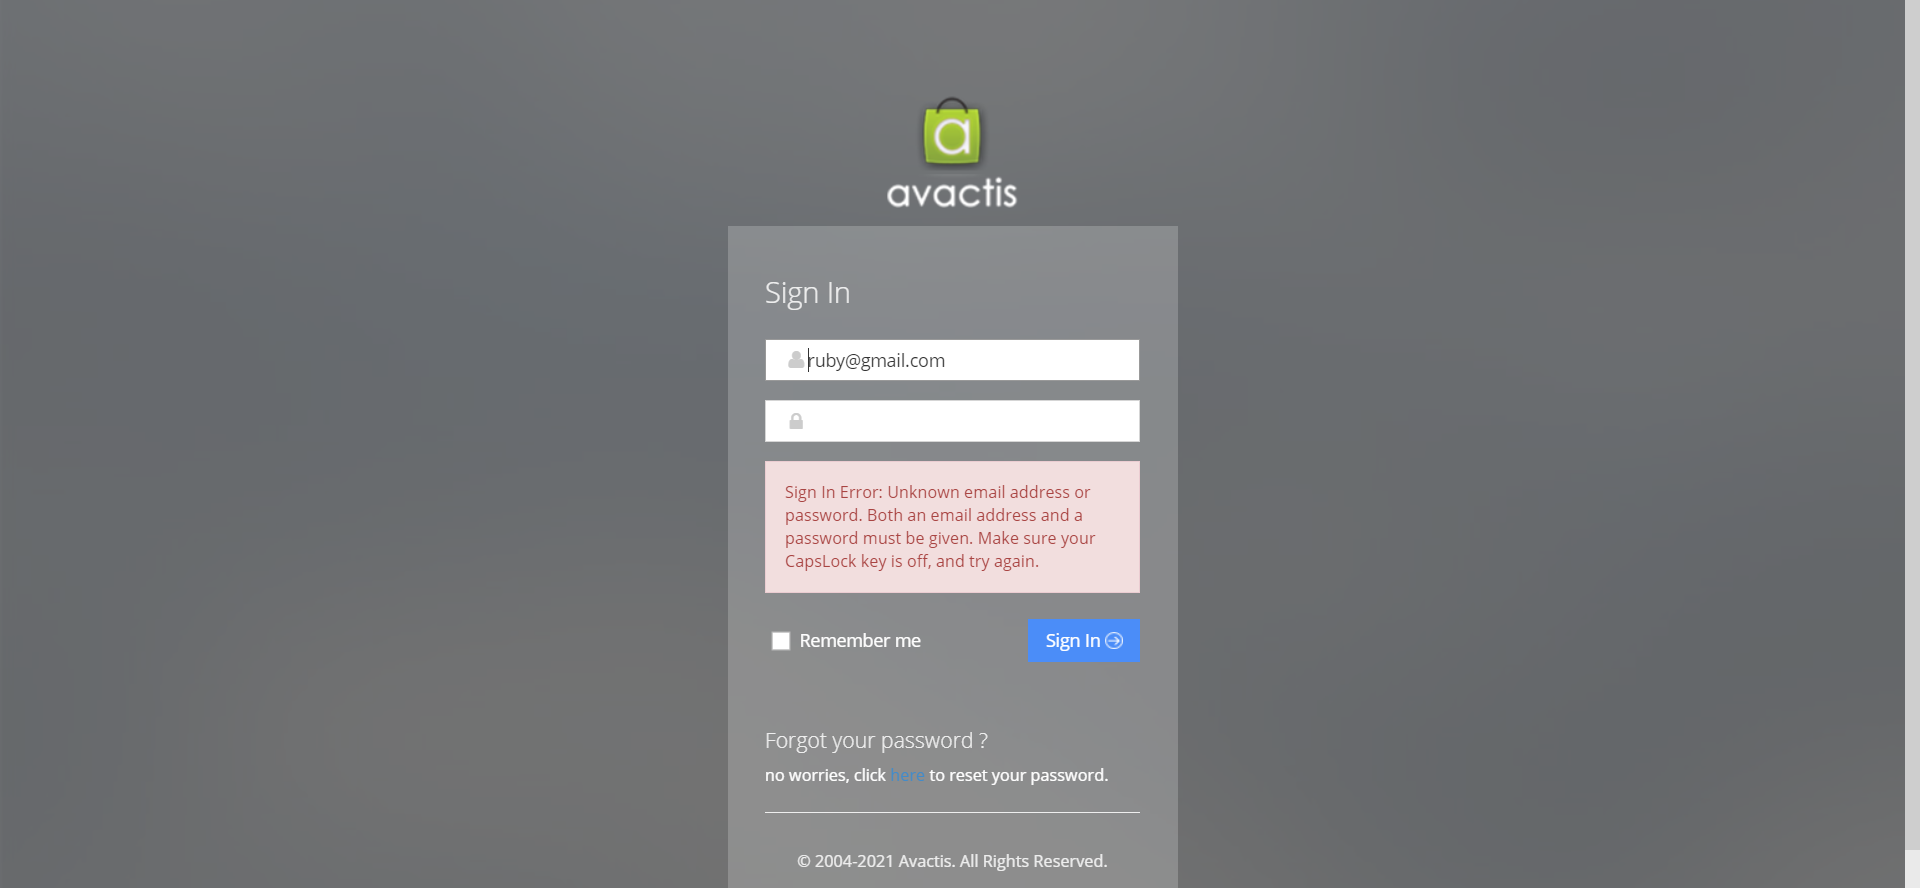 a
avactis
Sign In
ruby@gmail.com
Sign In Error: Unknown email address or
password. Both an email address and a
password must be given. Make sure your
CapsLock key is off, and try again.
Remember me
Sign In
Forgot your password ?
no worries, click here to reset your password.
© 2004-2021 Avactis. All Rights Reserved.